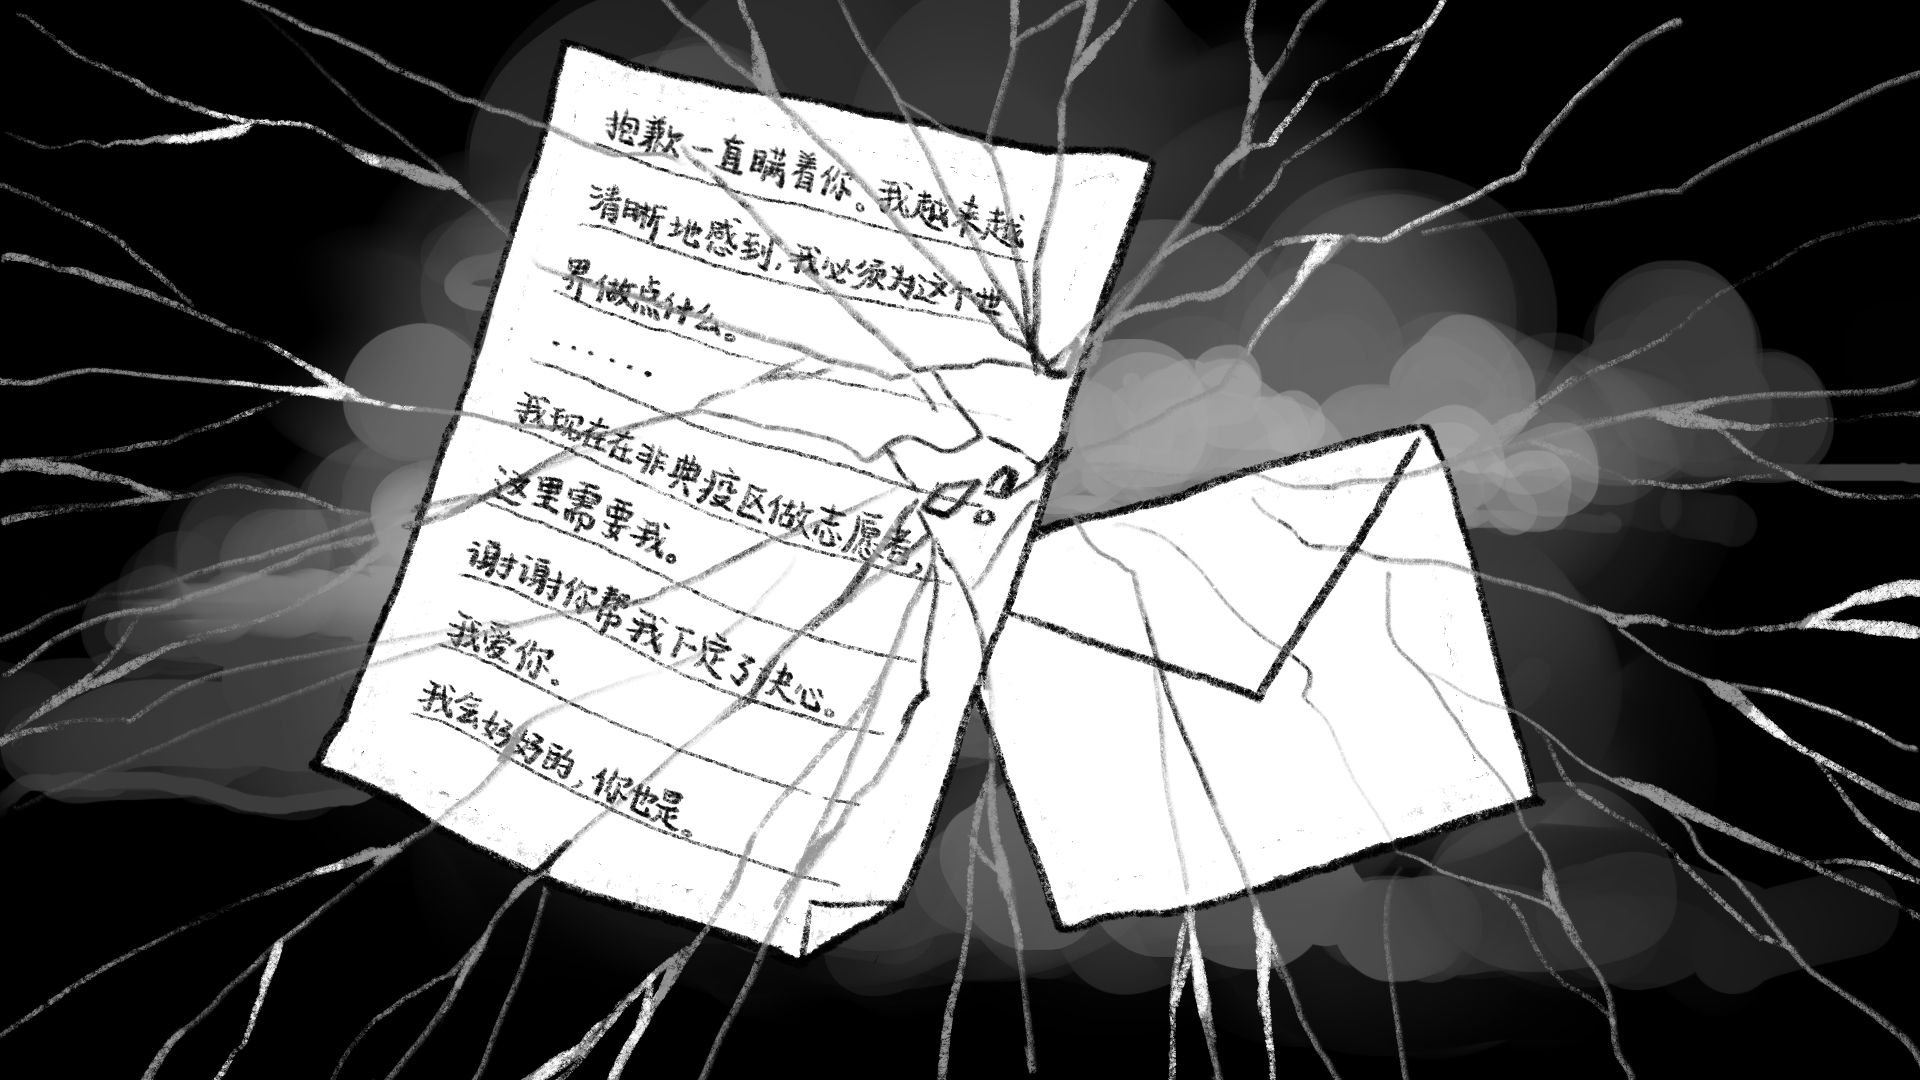 抱歉一直瞒着你。我越来越
清晰地感到,我必须为这个世
界做点什么。
······
我现在在非典疫区做志愿者,
这里需要我。
谢谢你帮我下定了决心。
我爱你。
我会好好的,你也是。